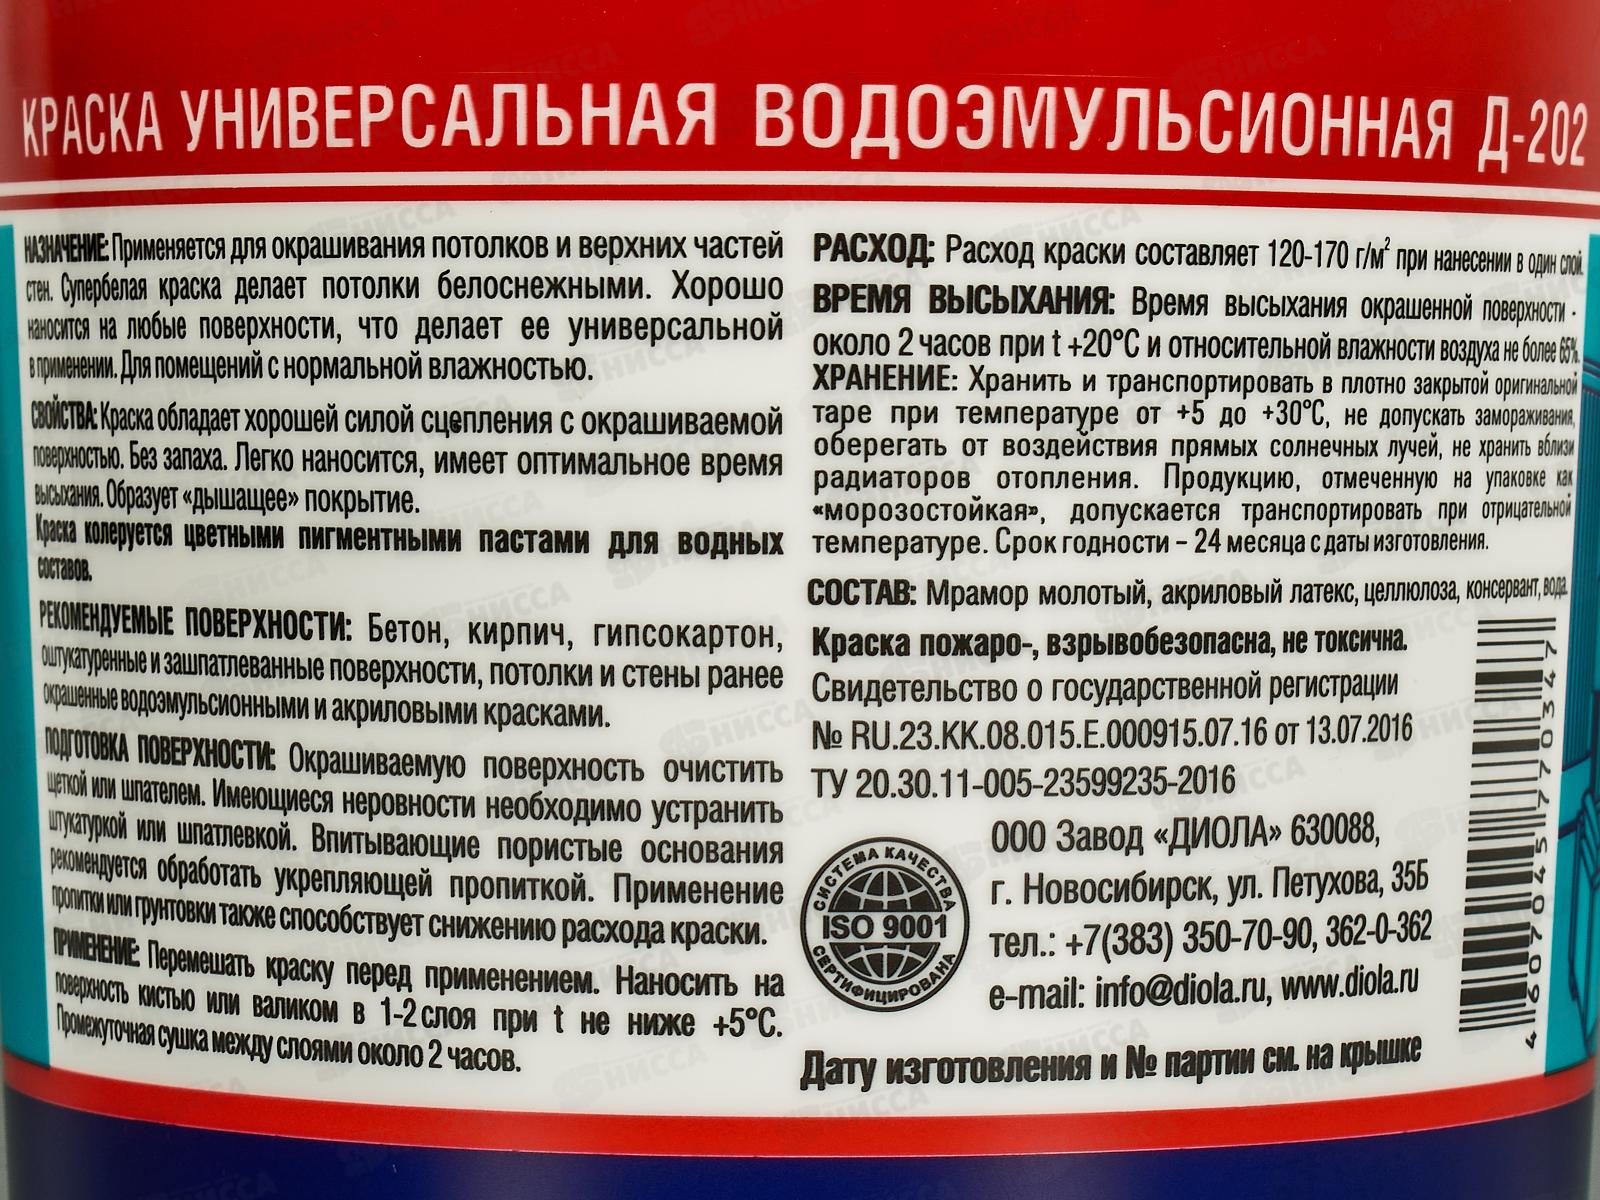 КРАСКА УНИВЕРСАЛЬНАЯ ВОДОЭМУЛЬСИОННАЯ Д-202
НАЗНАЧЕНИЕ: Применяется для окрашивания потолков и верхних частей
стен. Супербелая краска делает потолки белоснежными. Хорошо
наносится на любые поверхности, что делает ее универсальной
в применении. Для помещений с нормальной влажностью.
СВОЙСТВА: Краска обладает хорошей силой сцепления с окрашиваемой
поверхностью. Без запаха. Легко наносится, имеет оптимальное время
высыхания. Образует «дышащее» покрытие.
Краска колеруется цветными пигментными пастами для водных
составов.
РЕКОМЕНДУЕМЫЕ ПОВЕРХНОСТИ: Бетон, кирпич, гипсокартон,
оштукатуренные и зашпатлеванные поверхности, потолки и стены ранее
окрашенные водоэмульсионными и акриловыми красками.
ПОДГОТОВКА ПОВЕРХНОСТИ: Окрашиваемую поверхность очистить
щеткой или шпателем. Имеющиеся неровности необходимо устранить
штукатуркой или шпатлевкой. Впитывающие пористые основания
рекомендуется обработать укрепляющей пропиткой. Применение
пропитки или грунтовки также способствует снижению расхода краски.
ПРИМЕНЕНИЕ: Перемешать краску перед применением. Наносить на
поверхность кистью или валиком в 1-2 слоя при t не ниже +5°С.
Промежуточная сушка между слоями около 2 часов.
РАСХОД: Расход краски составляет 120-170 г/м² при нанесении в один слой.
ВРЕМЯ ВЫСЫХАНИЯ: Время высыхания окрашенной поверхности -
около 2 часов при t +20°С и относительной влажности воздуха не более 65%.
ХРАНЕНИЕ: Хранить и транспортировать в плотно закрытой оригинальной
таре при температуре от +5 до +30°С, не допускать замораживания,
оберегать от воздействия прямых солнечных лучей, не хранить вблизи
радиаторов отопления. Продукцию, отмеченную на упаковке как
«морозостойкая», допускается транспортировать при отрицательной
температуре. Срок годности – 24 месяца с даты изготовления.
СОСТАВ: Мрамор молотый, акриловый латекс, целлюлоза, консервант, вода.
Краска пожаро-, взрывобезопасна, не токсична.
Свидетельство о государственной регистрации
№ RU.23.KK.08.015.E.000915.07.16 от 13.07.2016
ТУ 20.30.11-005-23599235-2016
ООО Завод «ДИОЛА» 630088,
г. Новосибирск, ул. Петухова, 35Б
тел.: +7(383) 350-70-90, 362-0-362
e-mail: info@diola.ru, www.diola.ru
СИСТЕМА КАЧЕСТВА
ISO 9001
СЕРТИФИЦИРОВАНА
Дату изготовления и № партии см. на крышке
4 607045 770347
НИССА